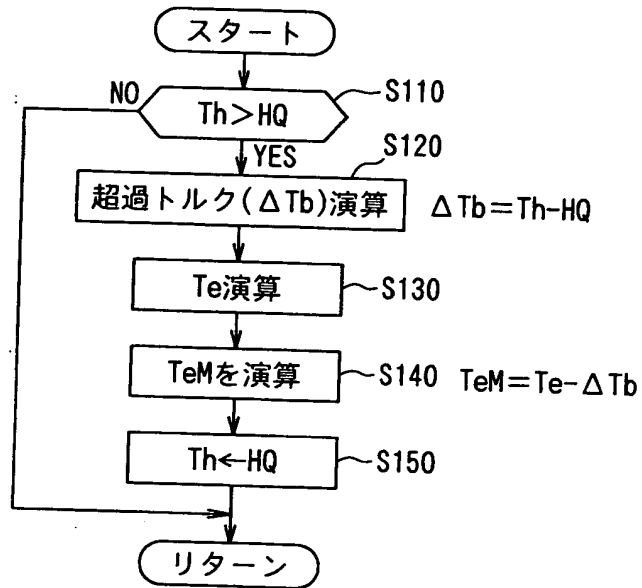 スタート
NO
Th>HQ
S110
YES
S120
超過トルク(ΔTb)演算
ΔTb=Th-HQ
Te演算
S130
TeMを演算
S140
TeM=Te-ΔTb
Th←HQ
S150
リターン